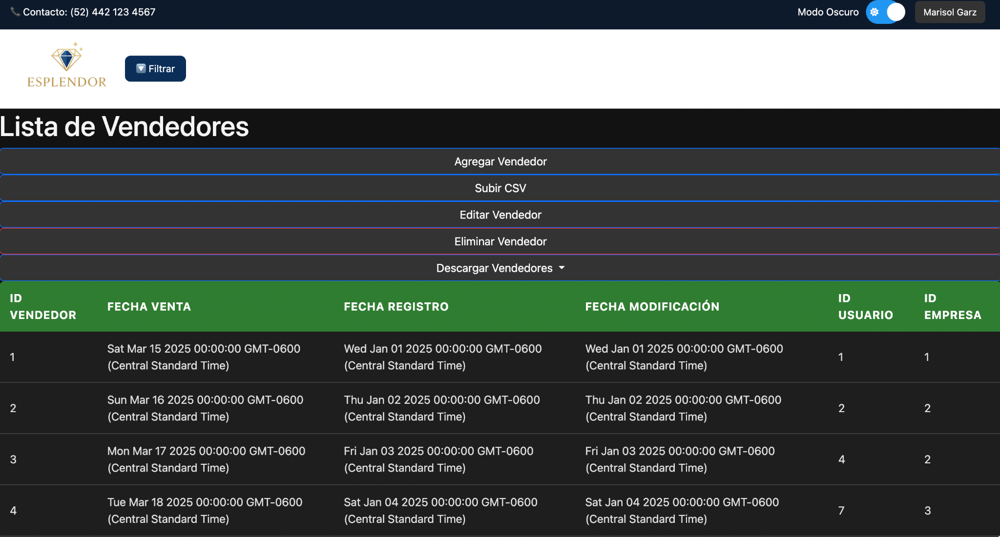 Contacto: (52) 442 123 4567
Modo Oscuro
Marisol Garz
ESPLENDOR
Filtrar
Lista de Vendedores
Agregar Vendedor
Subir CSV
Editar Vendedor
Eliminar Vendedor
Descargar Vendedores
ID VENDEDOR FECHA VENTA FECHA REGISTRO FECHA MODIFICACIÓN ID USUARIO ID EMPRESA
1 Sat Mar 15 2025 00:00:00 GMT-0600 (Central Standard Time) Wed Jan 01 2025 00:00:00 GMT-0600 (Central Standard Time) Wed Jan 01 2025 00:00:00 GMT-0600 (Central Standard Time) 1 1
2 Sun Mar 16 2025 00:00:00 GMT-0600 (Central Standard Time) Thu Jan 02 2025 00:00:00 GMT-0600 (Central Standard Time) Thu Jan 02 2025 00:00:00 GMT-0600 (Central Standard Time) 2 2
3 Mon Mar 17 2025 00:00:00 GMT-0600 (Central Standard Time) Fri Jan 03 2025 00:00:00 GMT-0600 (Central Standard Time) Fri Jan 03 2025 00:00:00 GMT-0600 (Central Standard Time) 4 2
4 Tue Mar 18 2025 00:00:00 GMT-0600 (Central Standard Time) Sat Jan 04 2025 00:00:00 GMT-0600 (Central Standard Time) Sat Jan 04 2025 00:00:00 GMT-0600 (Central Standard Time) 7 3